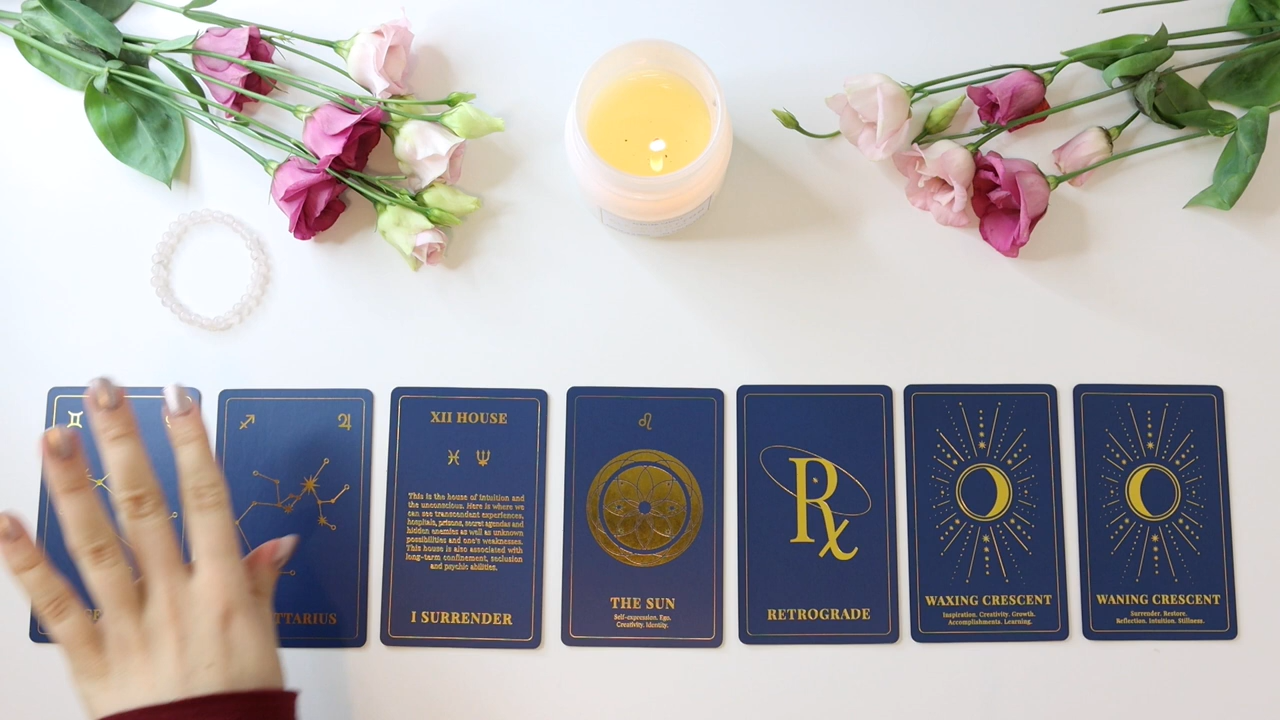 XII HOUSE
This is the house of intuition and
the unconscious. Here is where we
can see transcendent experiences,
hospitals, prisons, secret agendas and
hidden enemies as well as unknown
possibilities and one's weaknesses.
This house is also associated with
long-term confinement, seclusion
and psychic abilities.
I SURRENDER
THE SUN
Self-expression. Ego.
Creativity. Identity.
Rx
RETROGRADE
WAXING CRESCENT
Inspiration. Creativity. Growth.
Accomplishments. Learning.
WANING CRESCENT
Surrender. Restore.
Reflection. Intuition. Stillness.